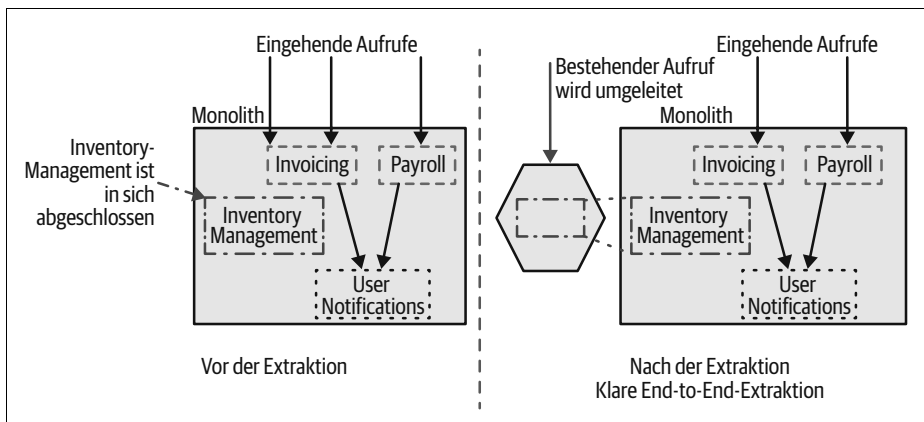 Eingehende Aufrufe
Monolith
Inventory-
Management ist
in sich
abgeschlossen
Invoicing
Payroll
Inventory
Management
User
Notifications
Vor der Extraktion
Eingehende Aufrufe
Bestehender Aufruf
wird umgeleitet
Monolith
Invoicing
Payroll
Inventory
Management
User
Notifications
Nach der Extraktion
Klare End-to-End-Extraktion